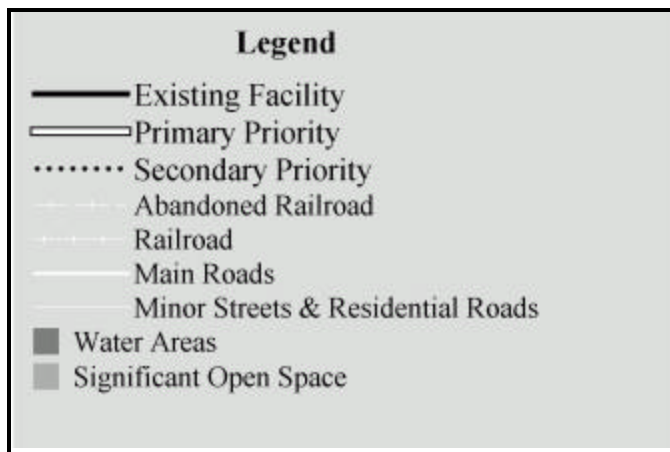 Legend
Existing Facility
Primary Priority
Secondary Priority
Abandoned Railroad
Railroad
Main Roads
Minor Streets & Residential Roads
Water Areas
Significant Open Space